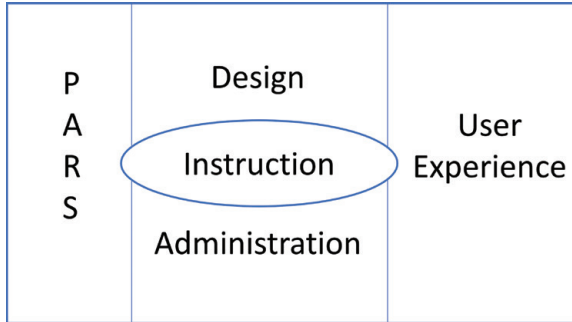 P
A
R
S
Design
Instruction
Administration
User
Experience